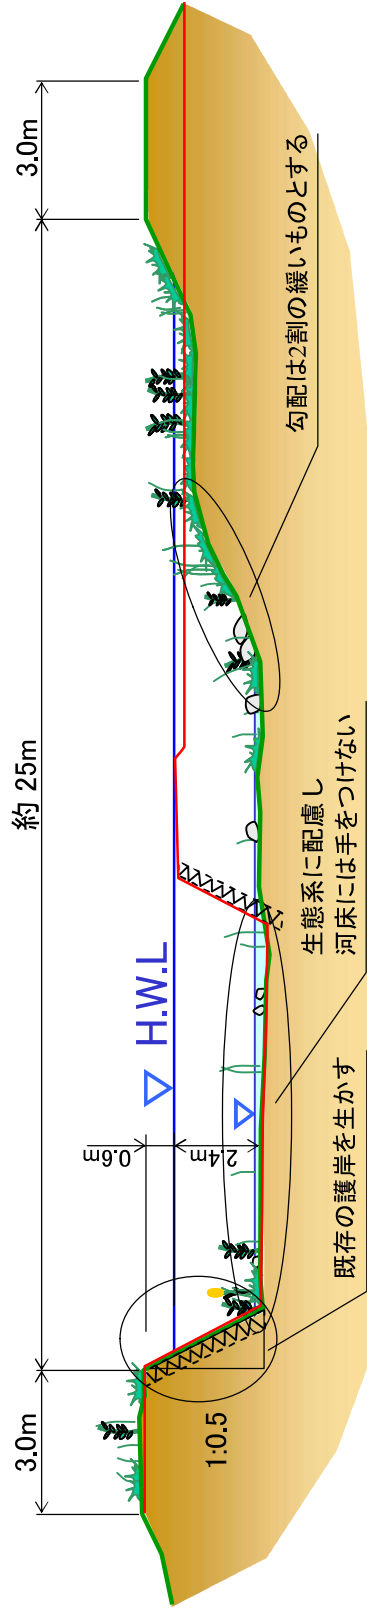 3.0m
約 25m
3.0m
H.W.L
0.6m
2.4m
1:0.5
既存の護岸を生かす
生態系に配慮し
河床には手をつけない
勾配は2割の緩いものとする